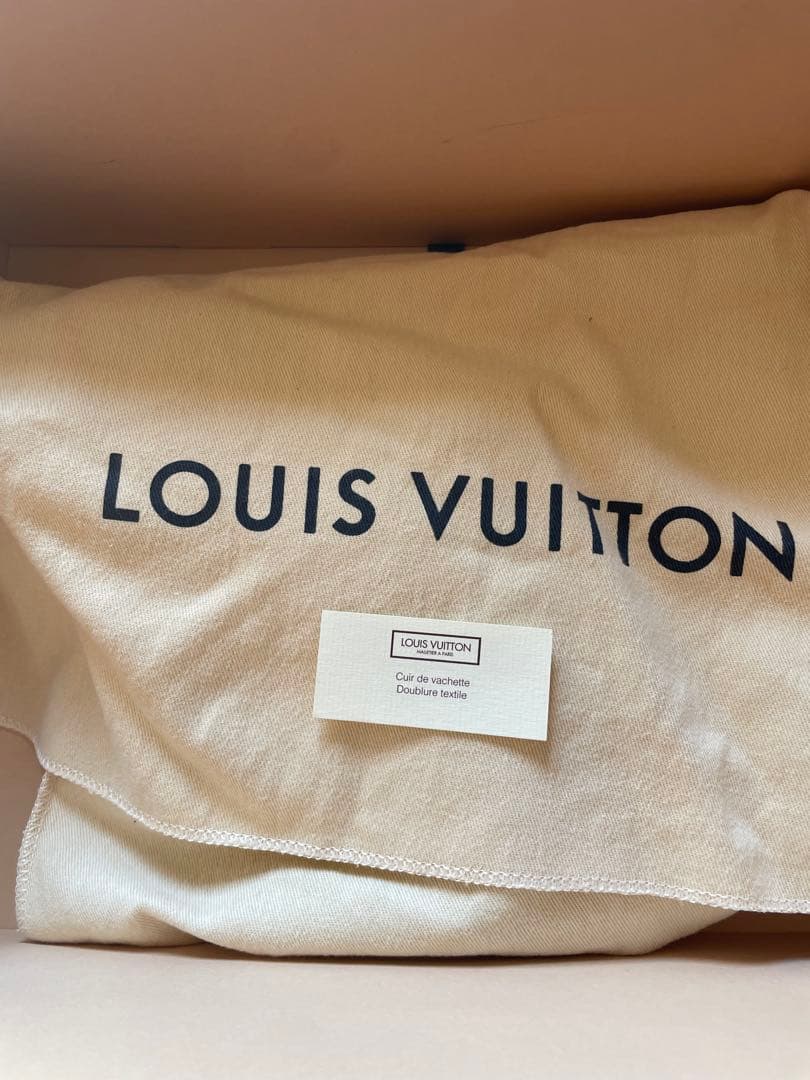 LOUIS VUITTON
LOUIS VUITTON
MALLETIER A PARIS
Cuir de vachette
Doublure textile